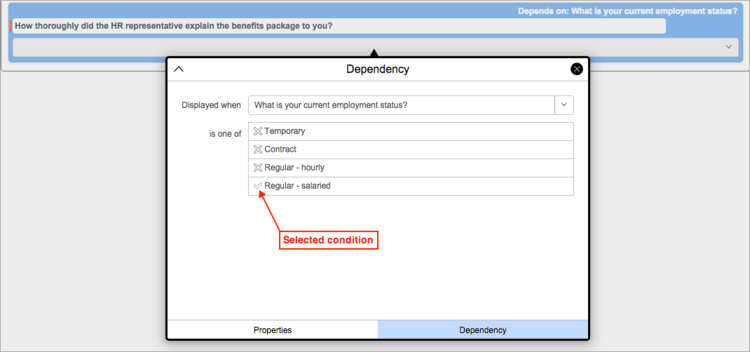 Depends on: What is your current employment status?
How thoroughly did the HR representative explain the benefits package to you?
Dependency
Displayed when What is your current employment status?
is one of Temporary
Contract
Regular - hourly
Regular - salaried
Selected condition
Properties Dependency